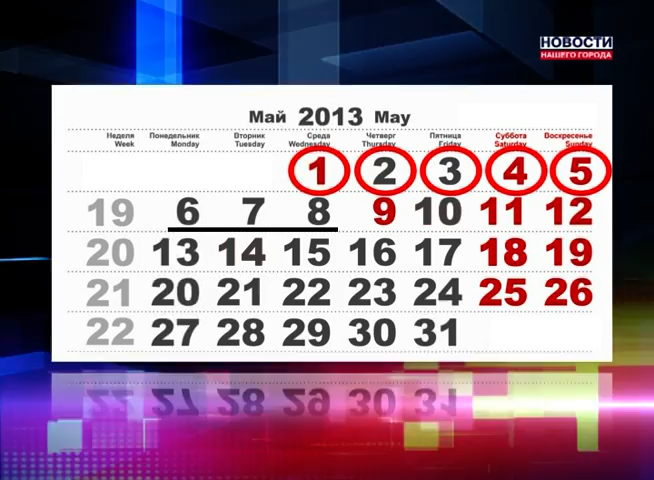 НОВОСТИ
НАШЕГО ГОРОДА
Май 2013 May
Неделя Понедельник Вторник Среда Четверг Пятница Суббота Воскресенье
Week Monday Tuesday Wednesday Thursday Friday Saturday Sunday
1 2 3 4 5
19 6 7 8 9 10 11 12
20 13 14 15 16 17 18 19
21 20 21 22 23 24 25 26
22 27 28 29 30 31